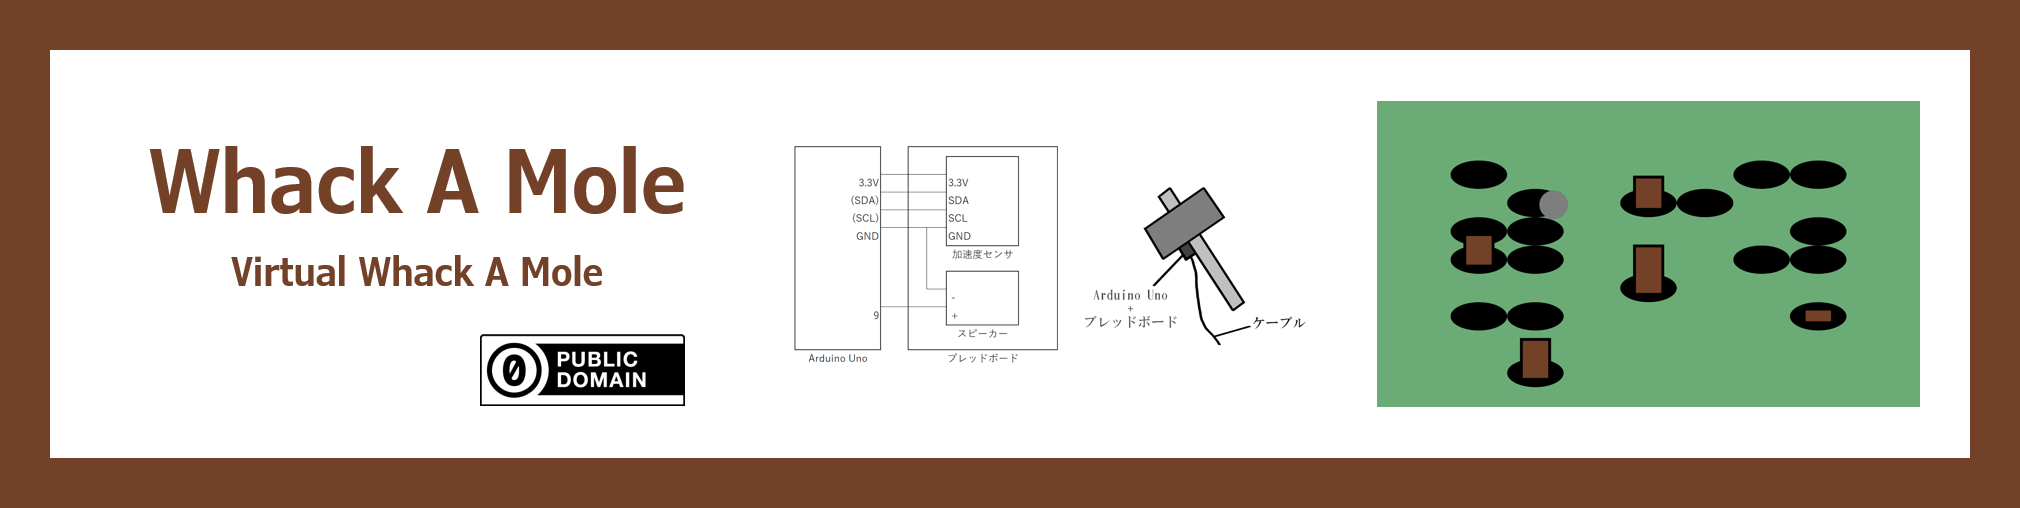 Whack A Mole
Virtual Whack A Mole
0
PUBLIC
DOMAIN
3.3V
(SDA)
(SCL)
GND
9
Arduino Uno
3.3V
SDA
SCL
GND
加速度センサ
-
+
スピーカー
ブレッドボード
Arduino Uno
+
ブレッドボード
ケーブル